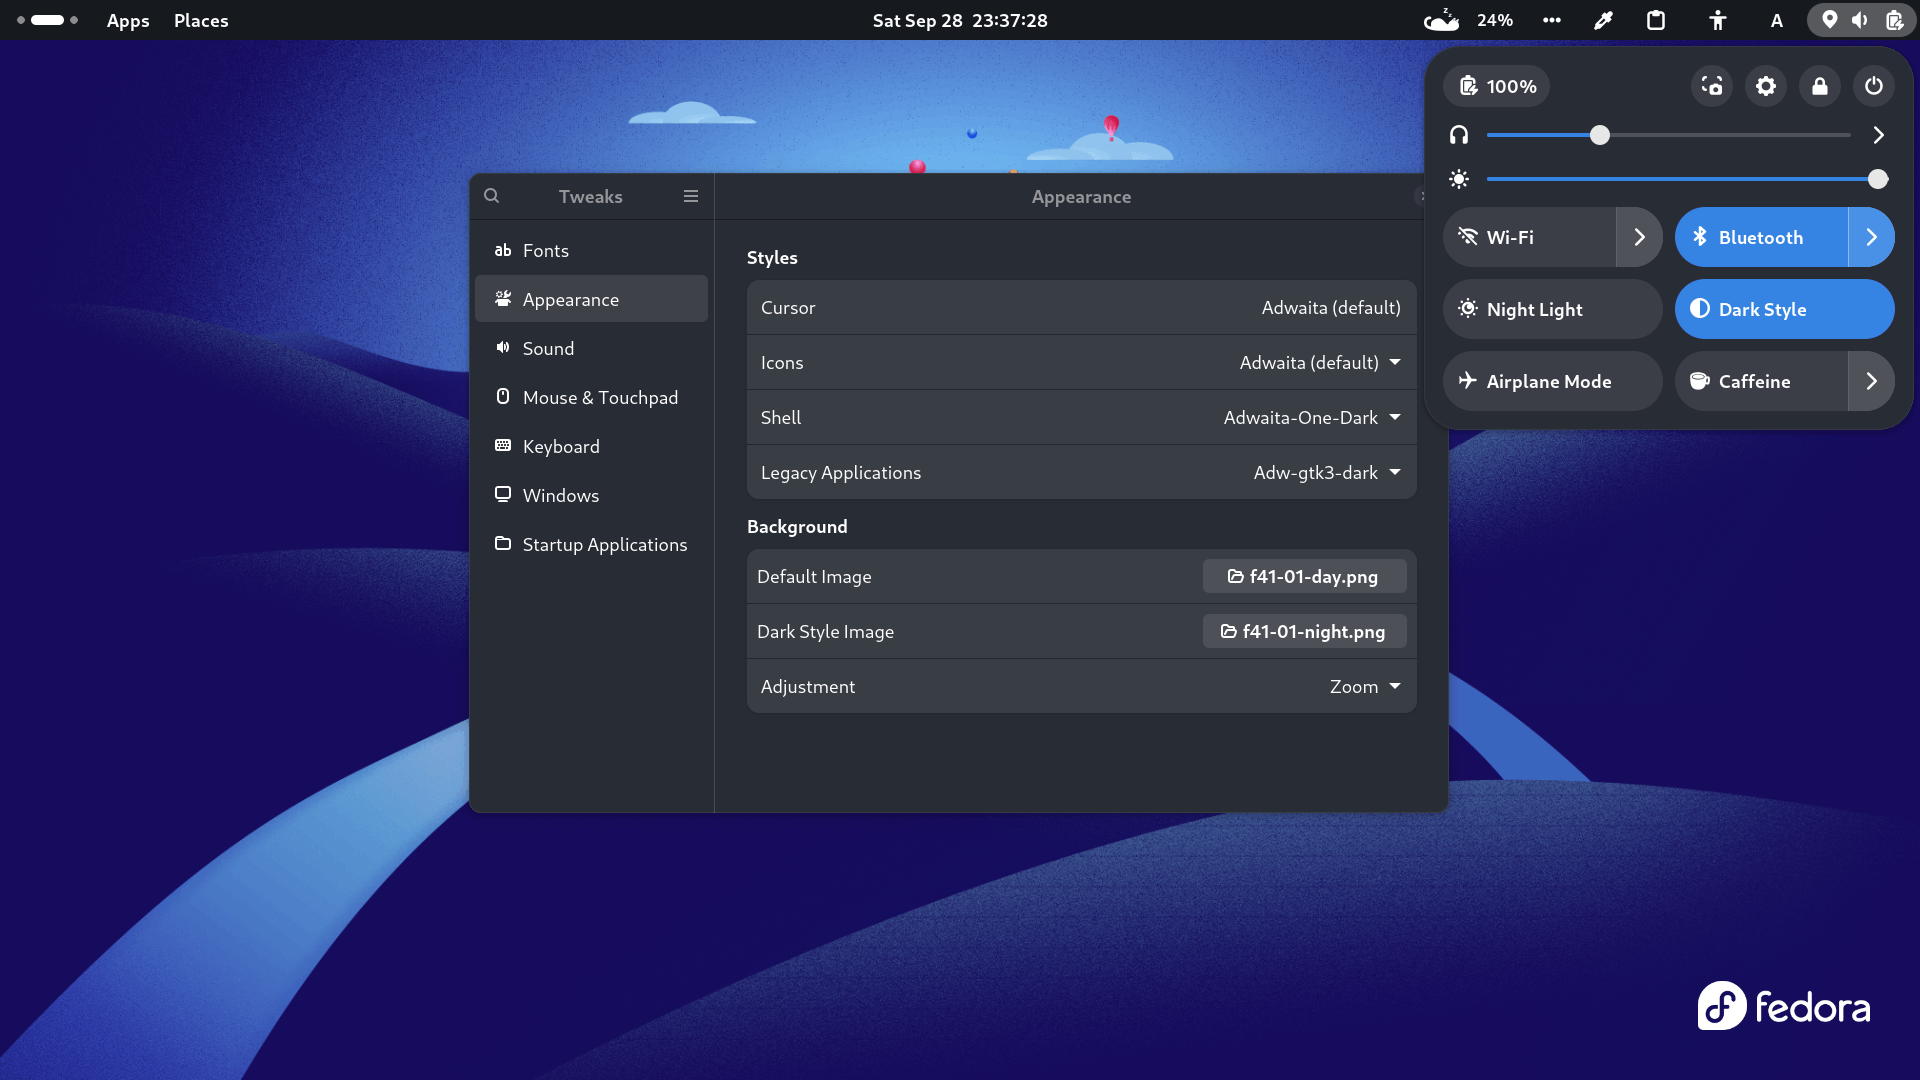 Apps Places Sat Sep 28 23:37:28 24% A
100%
Wi-Fi Bluetooth
Night Light Dark Style
Airplane Mode Caffeine
Tweaks Appearance
ab Fonts
Appearance
Sound
Mouse & Touchpad
Keyboard
Windows
Startup Applications
Styles
Cursor Adwaita (default)
Icons Adwaita (default)
Shell Adwaita-One-Dark
Legacy Applications Adw-gtk3-dark
Background
Default Image f41-01-day.png
Dark Style Image f41-01-night.png
Adjustment Zoom
fedora